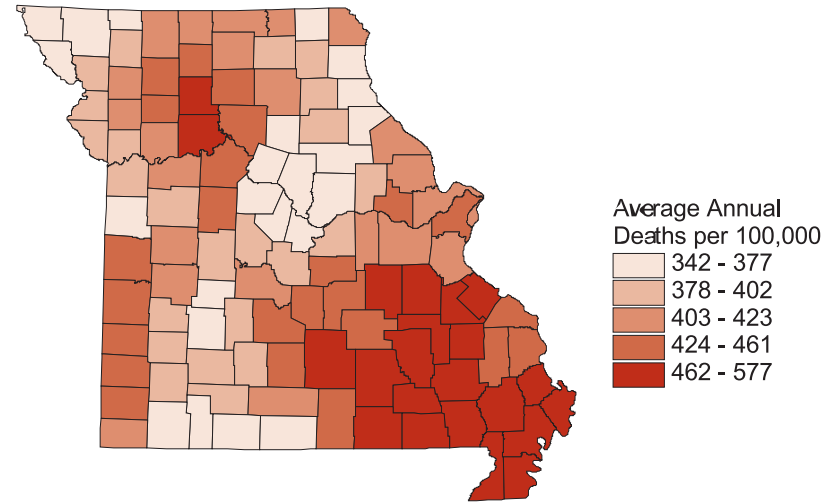 Average Annual
Deaths per 100,000
342 - 377
378 - 402
403 - 423
424 - 461
462 - 577